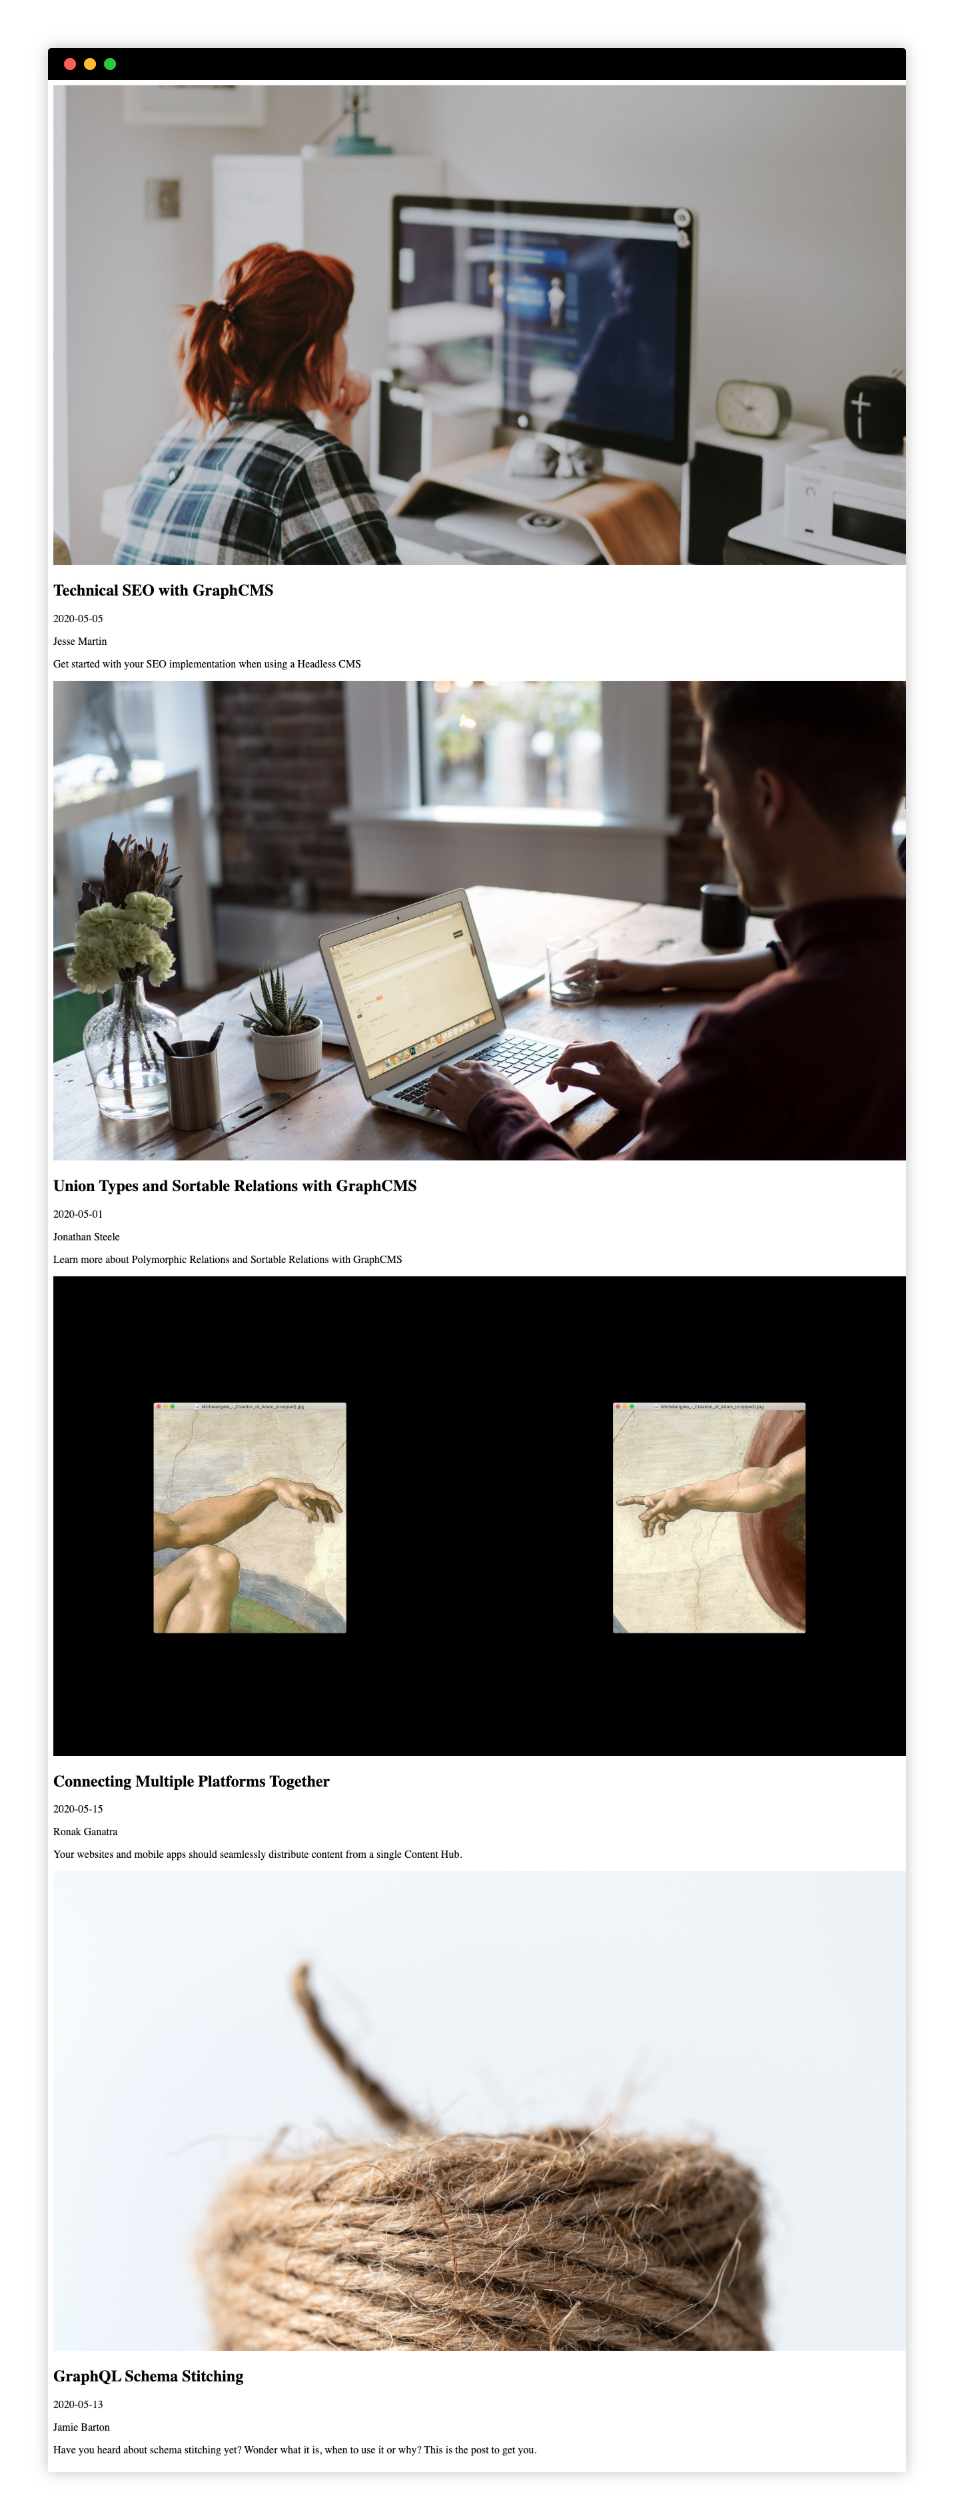 Technical SEO with GraphCMS
2020-05-05
Jesse Martin
Get started with your SEO implementation when using a Headless CMS
Union Types and Sortable Relations with GraphCMS
2020-05-01
Jonathan Steele
Learn more about Polymorphic Relations and Sortable Relations with GraphCMS
Connecting Multiple Platforms Together
2020-05-15
Ronak Ganatra
Your websites and mobile apps should seamlessly distribute content from a single Content Hub.
GraphQL Schema Stitching
2020-05-13
Jamie Barton
Have you heard about schema stitching yet? Wonder what it is, when to use it or why? This is the post to get you.